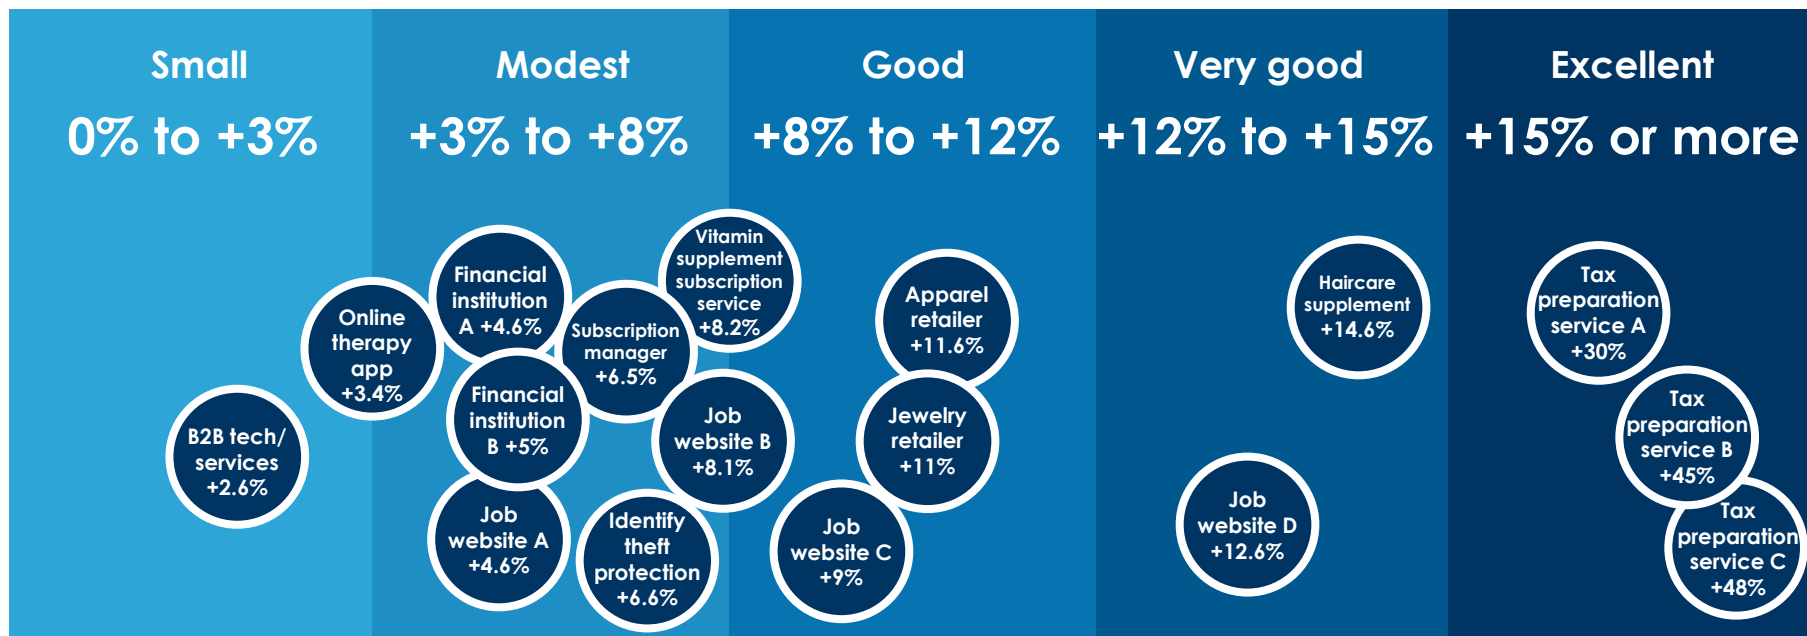 Small
0% to +3%
Modest
+3% to +8%
Good
+8% to +12%
Very good
+12% to +15%
Excellent
+15% or more
B2B tech/
services
+2.6%
Online
therapy
app
+3.4%
Financial
institution
A +4.6%
Financial
institution
B +5%
Job
website A
+4.6%
Subscription
manager
+6.5%
Identify
theft
protection
+6.6%
Vitamin
supplement
subscription
service
+8.2%
Job
website B
+8.1%
Job
website C
+9%
Apparel
retailer
+11.6%
Jewelry
retailer
+11%
Job
website D
+12.6%
Haircare
supplement
+14.6%
Tax
preparation
service A
+30%
Tax
preparation
service B
+45%
Tax
preparation
service C
+48%